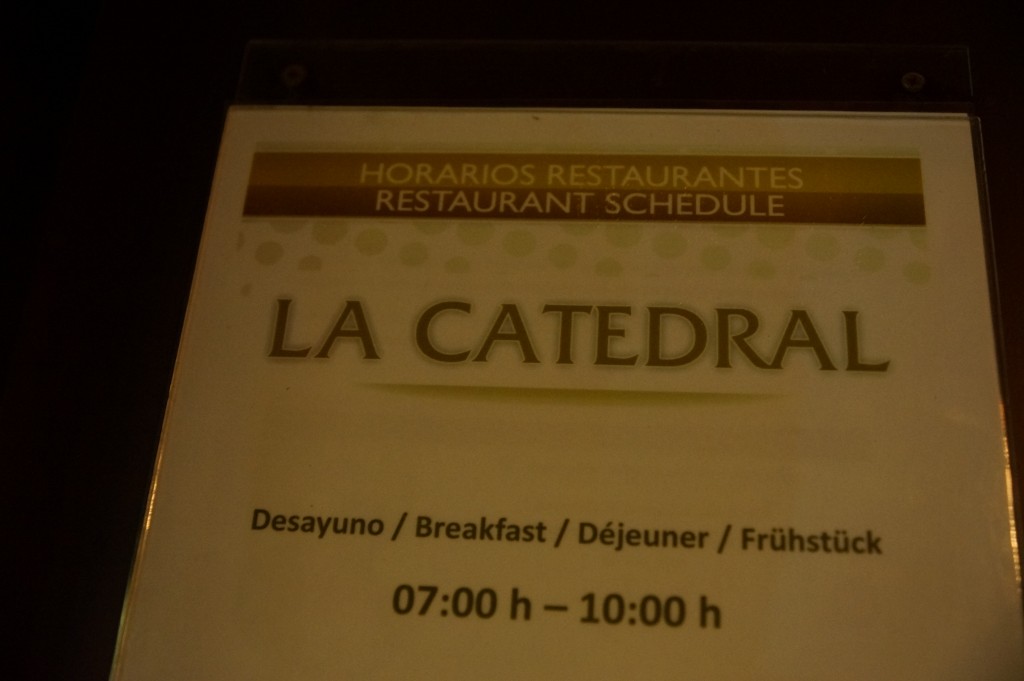 HORARIOS RESTAURANTES
RESTAURANT SCHEDULE
LA CATEDRAL
Desayuno / Breakfast / Déjeuner / Frühstück
07:00 h – 10:00 h